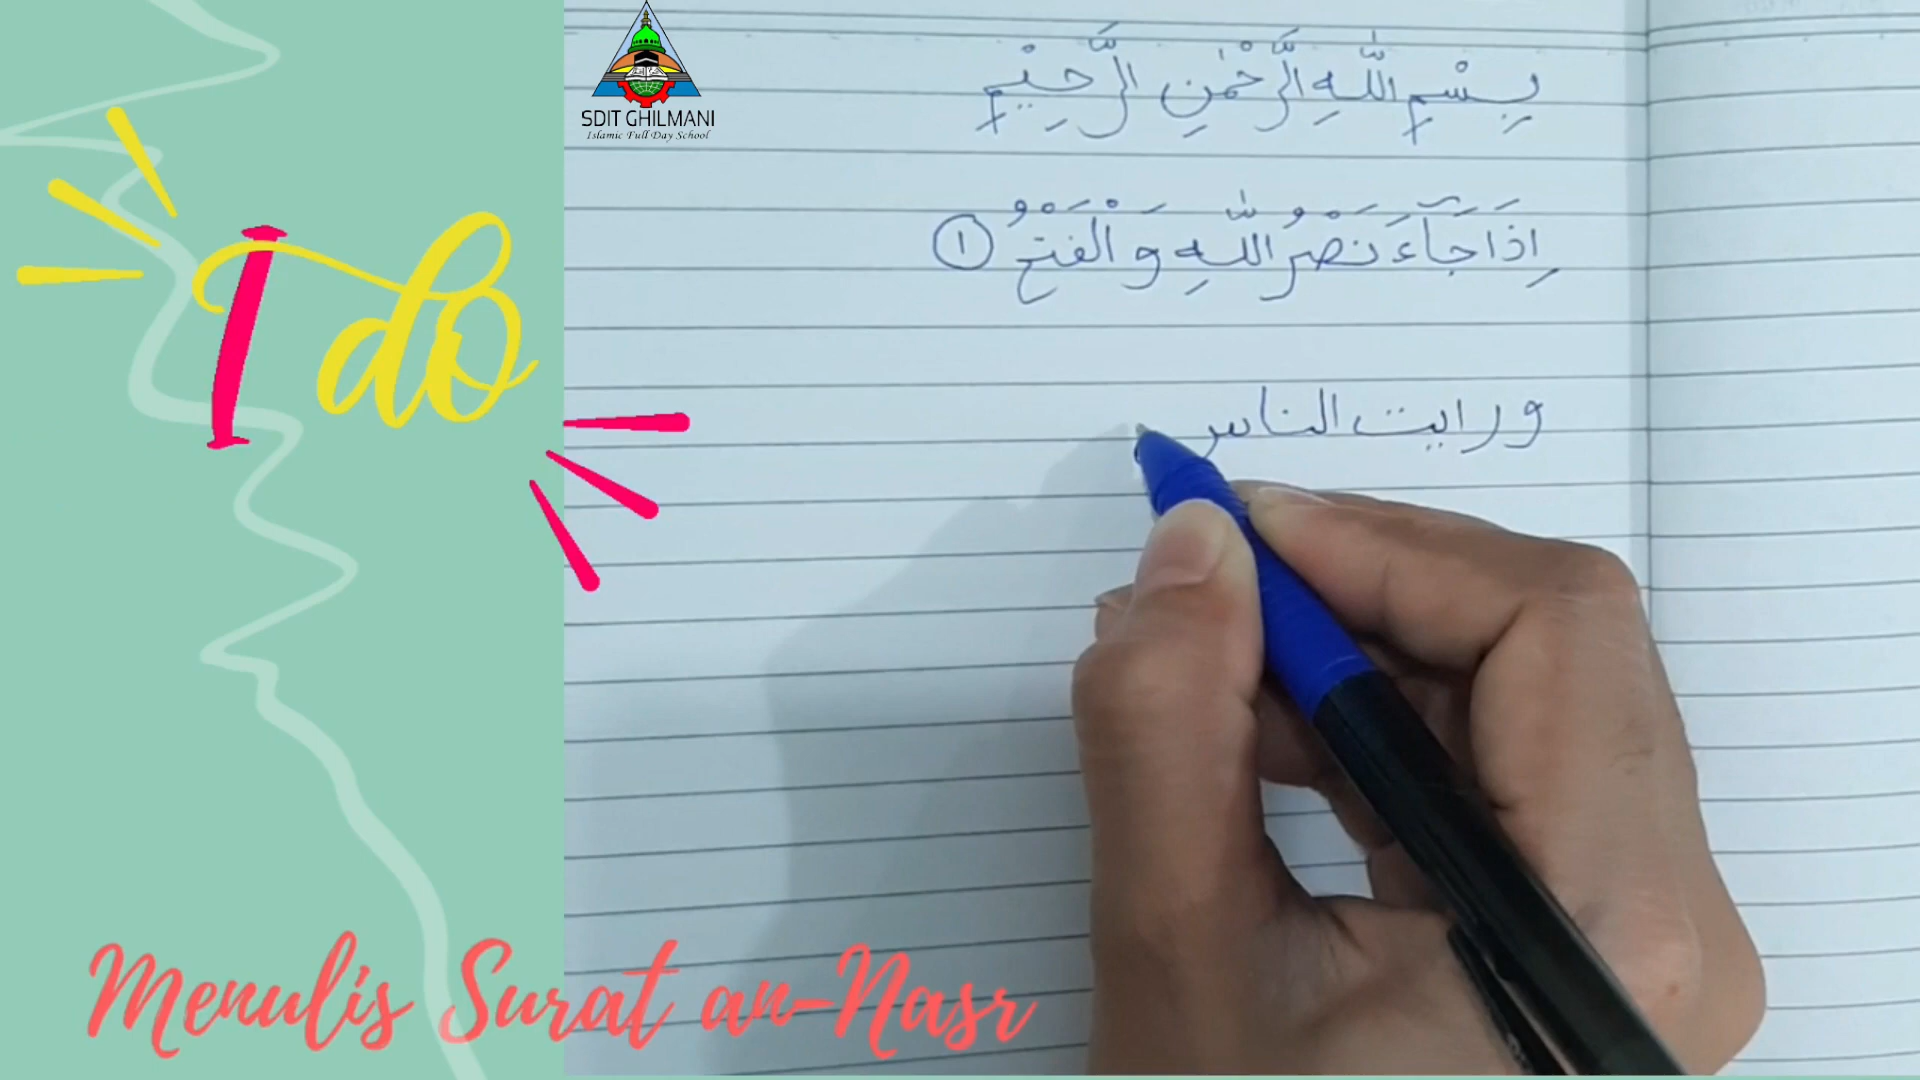 SDIT GHILMANI
Islamic Full Day School
بِسْمِ اللّٰهِ الرَّحْمٰنِ الرَّحِيْمِ
اِذَا جَآءَ نَصْرُ اللّٰهِ وَالْفَتْحُ ①
ورايت الناس
I do
Menulis Surat an-Nasr